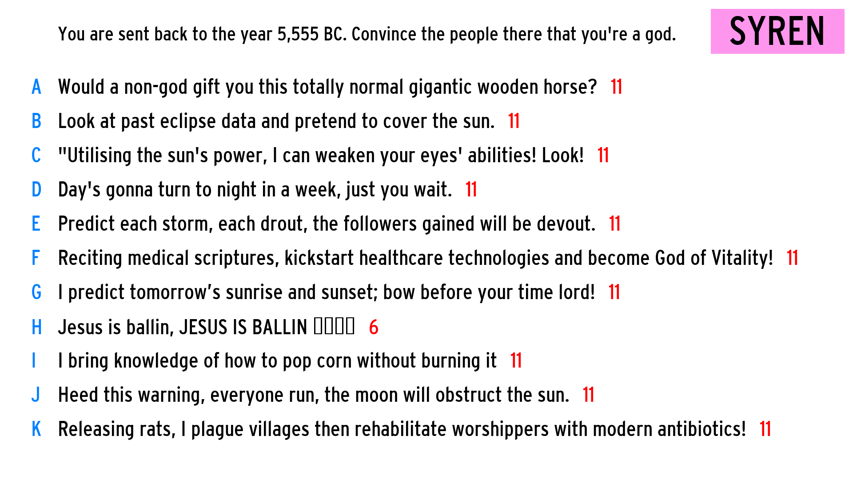 You are sent back to the year 5,555 BC. Convince the people there that you're a god.
SYREN
A Would a non-god gift you this totally normal gigantic wooden horse? 11
B Look at past eclipse data and pretend to cover the sun. 11
C "Utilising the sun's power, I can weaken your eyes' abilities! Look! 11
D Day's gonna turn to night in a week, just you wait. 11
E Predict each storm, each drout, the followers gained will be devout. 11
F Reciting medical scriptures, kickstart healthcare technologies and become God of Vitality! 11
G I predict tomorrow’s sunrise and sunset; bow before your time lord! 11
H Jesus is ballin, JESUS IS BALLIN 6
I I bring knowledge of how to pop corn without burning it 11
J Heed this warning, everyone run, the moon will obstruct the sun. 11
K Releasing rats, I plague villages then rehabilitate worshippers with modern antibiotics! 11